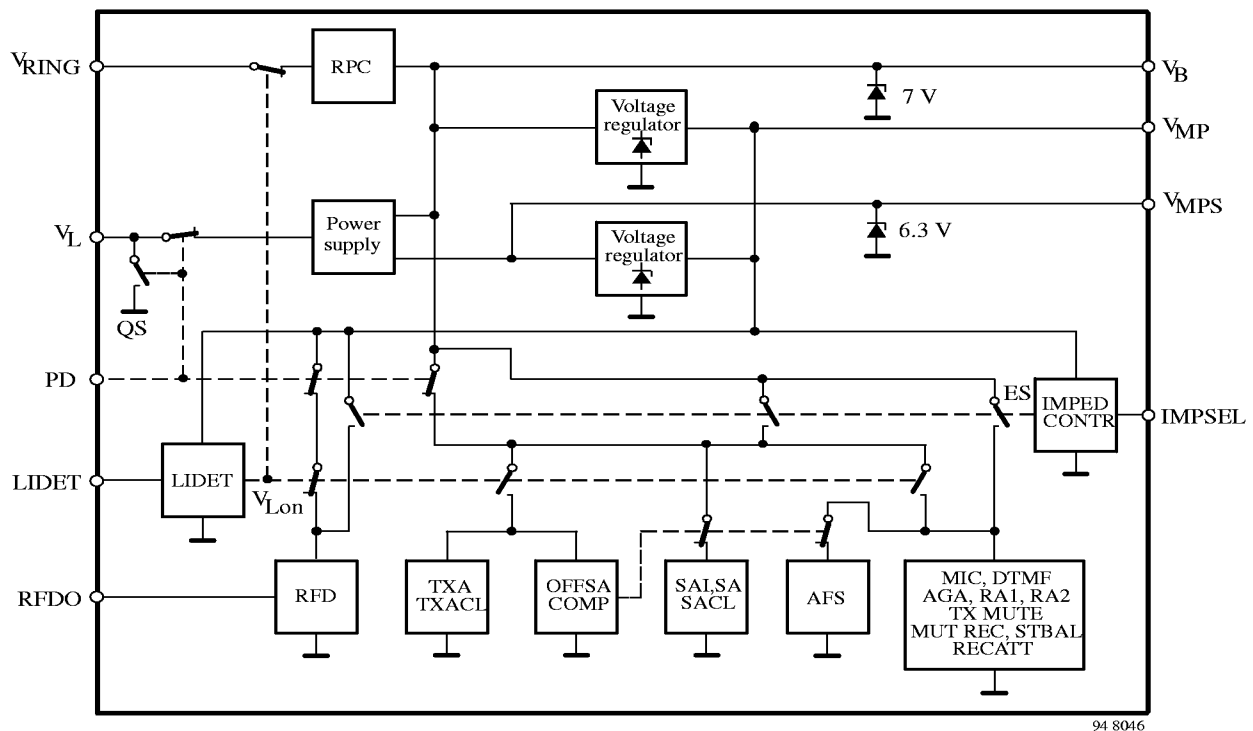 VRING
RPC
VB
7 V
Voltage
regulator
VMP
VMPS
VL
Power
supply
Voltage
regulator
6.3 V
QS
PD
ES
IMPED
CONTR
IMPSEL
LIDET
LIDET
VLon
RFDO
RFD
TXA
TXACL
OFFSA
COMP
SAI,SA
SACL
AFS
MIC, DTMF
AGA, RA1, RA2
TX MUTE
MUT REC, STBAL
RECATT
94 8046